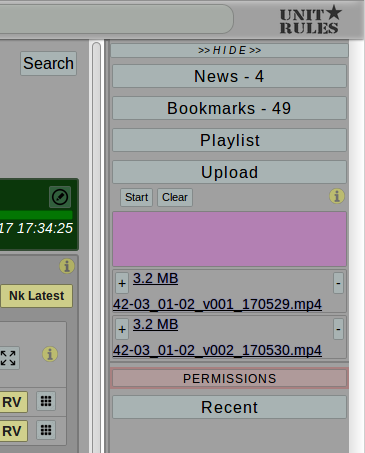 UNIT★
RULES
>> H I D E >>
Search
News - 4
Bookmarks - 49
Playlist
Upload
Start Clear i
17 17:34:25
i
+ 3.2 MB -
42-03_01-02_v001_170529.mp4
Nk Latest
+ 3.2 MB -
42-03_01-02_v002_170530.mp4
i
PERMISSIONS
RV
Recent
RV